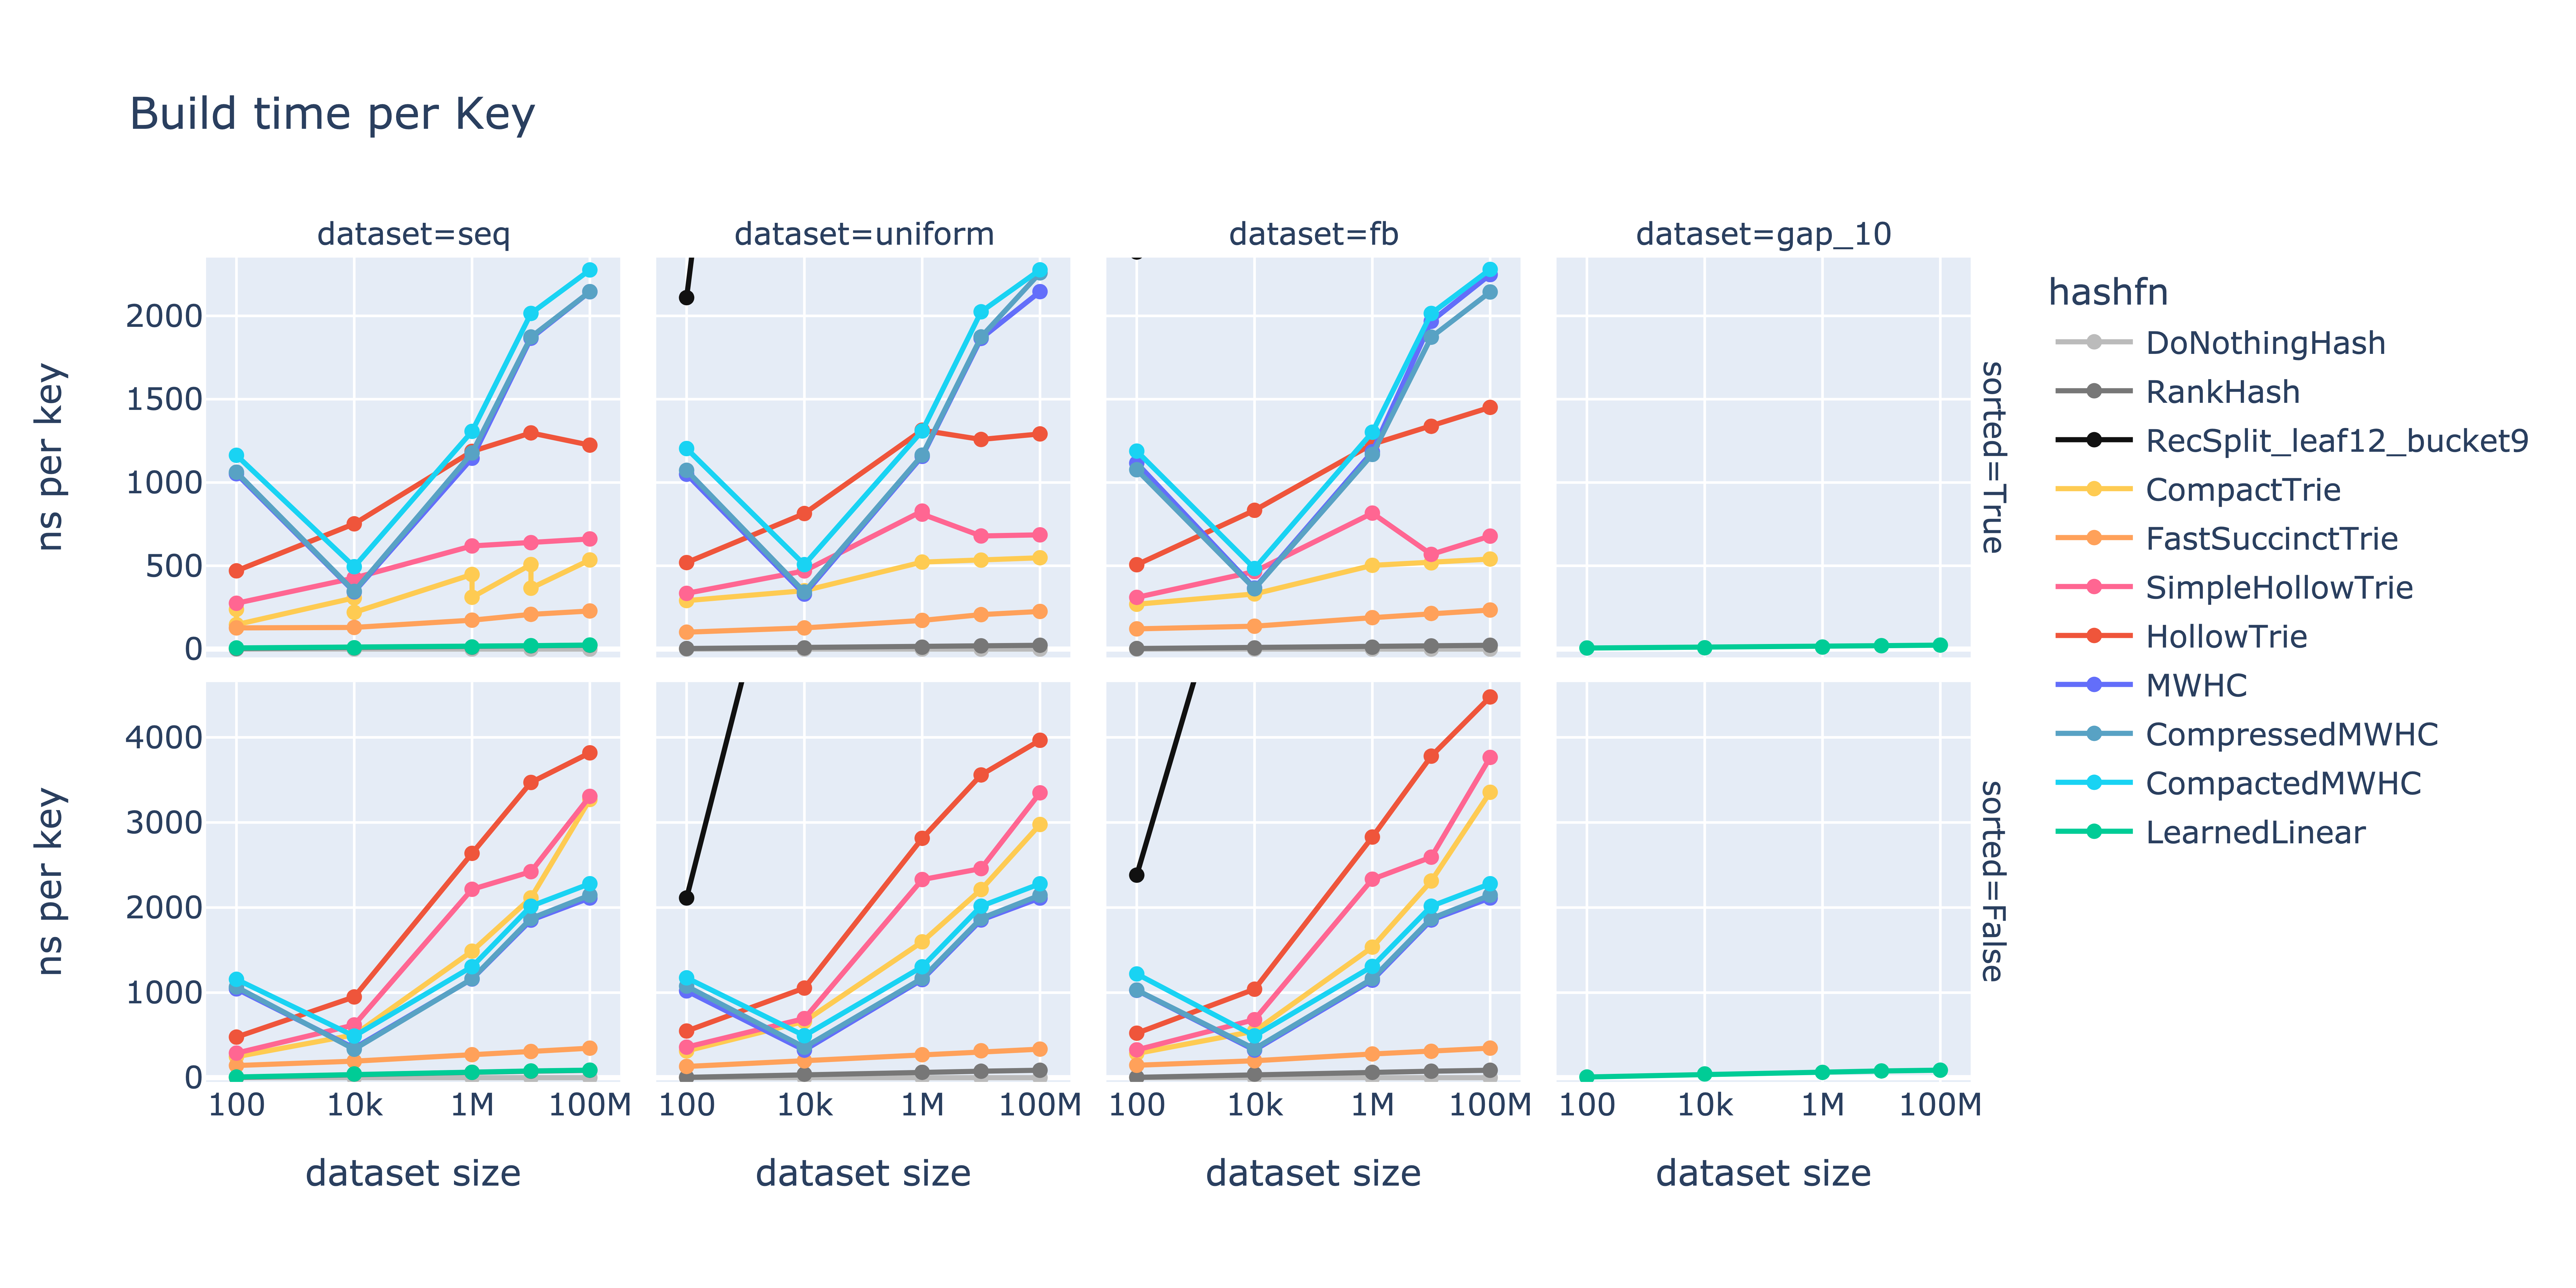 Build time per Key
dataset=seq
dataset=uniform
dataset=fb
dataset=gap_10
ns per key
2000
1500
1000
500
0
sorted=True
ns per key
4000
3000
2000
1000
0
sorted=False
100 10k 1M 100M
100 10k 1M 100M
100 10k 1M 100M
100 10k 1M 100M
dataset size
dataset size
dataset size
dataset size
hashfn
DoNothingHash
RankHash
RecSplit_leaf12_bucket9
CompactTrie
FastSuccinctTrie
SimpleHollowTrie
HollowTrie
MWHC
CompressedMWHC
CompactedMWHC
LearnedLinear